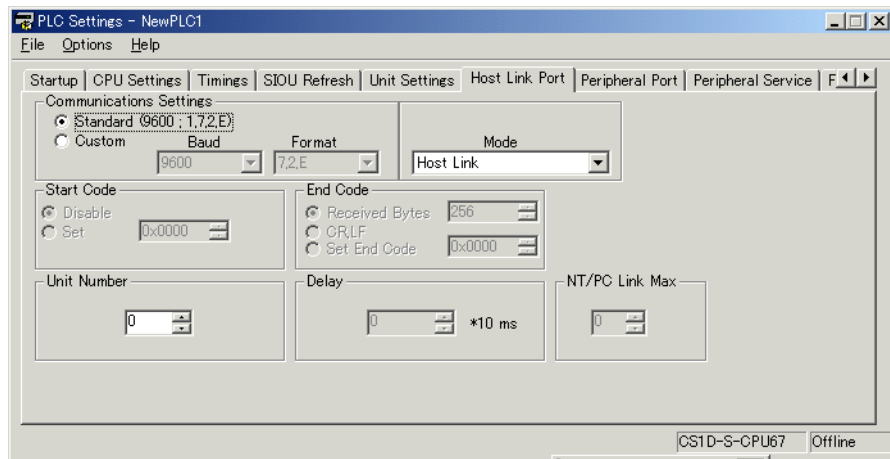 PLC Settings - NewPLC1
File Options Help
Startup CPU Settings Timings SIOU Refresh Unit Settings Host Link Port Peripheral Port Peripheral Service F
Communications Settings
Standard (9600 ; 1,7,2,E)
Custom Baud Format Mode
9600 7,2,E Host Link
Start Code End Code
Disable Received Bytes 256
Set 0x0000 CR,LF
Set End Code 0x0000
Unit Number Delay NT/PC Link Max
0 0 *10 ms 0
CS1D-S-CPU67 Offline